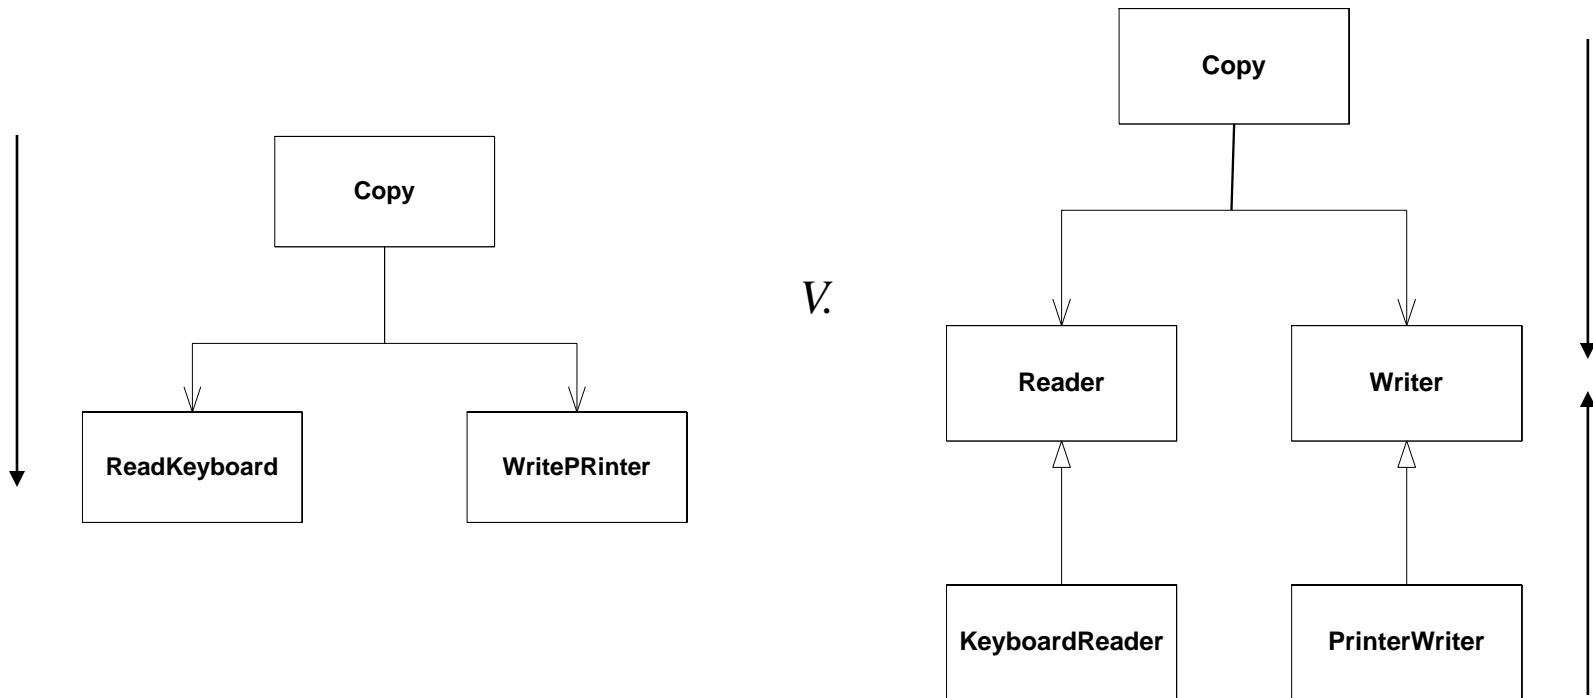 Copy
ReadKeyboard
WritePRinter
V.
Copy
Reader
Writer
KeyboardReader
PrinterWriter